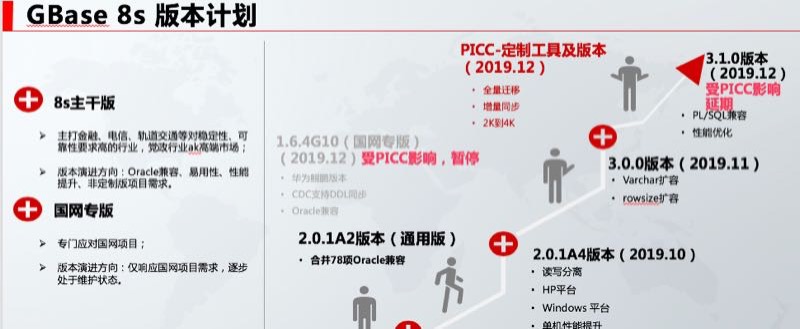 GBase 8s 版本计划
8s主干版
主打金融、电信、轨道交通等对稳定性、可
靠性要求高的行业，党政行业ak高端市场；
版本演进方向：Oracle兼容、易用性、性能
提升、非定制版项目需求。
国网专版
专门应对国网项目；
版本演进方向：仅响应国网项目需求，逐步
处于维护状态。
1.6.4G10（国网专版）
（2019.12）受PICC影响，暂停
华为鲲鹏版本
CDC支持DDL同步
Oracle兼容
2.0.1A2版本（通用版）
合并78项Oracle兼容
PICC-定制工具及版本
（2019.12）
全量迁移
增量同步
2K到4K
3.1.0版本
（2019.12）
受PICC影响
延期
PL/SQL兼容
性能优化
3.0.0版本（2019.11）
Varchar扩容
rowsize扩容
2.0.1A4版本（2019.10）
读写分离
HP平台
Windows 平台
单机性能提升